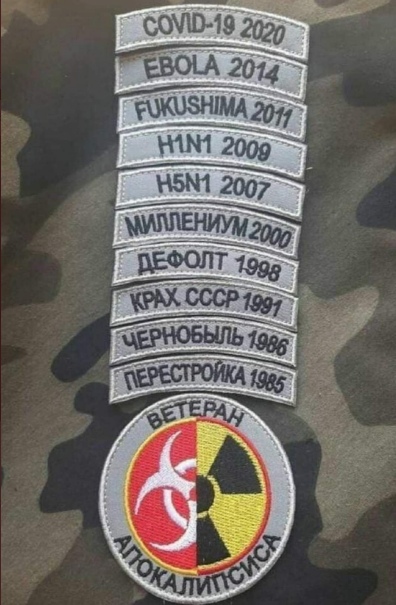 COVID-19 2020
EBOLA 2014
FUKUSHIMA 2011
H1N1 2009
H5N1 2007
МИЛЛЕНИУМ 2000
ДЕФОЛТ 1998
КРАХ СССР 1991
ЧЕРНОБЫЛЬ 1986
ПЕРЕСТРОЙКА 1985
ВЕТЕРАН
АПОКАЛИПСИСА